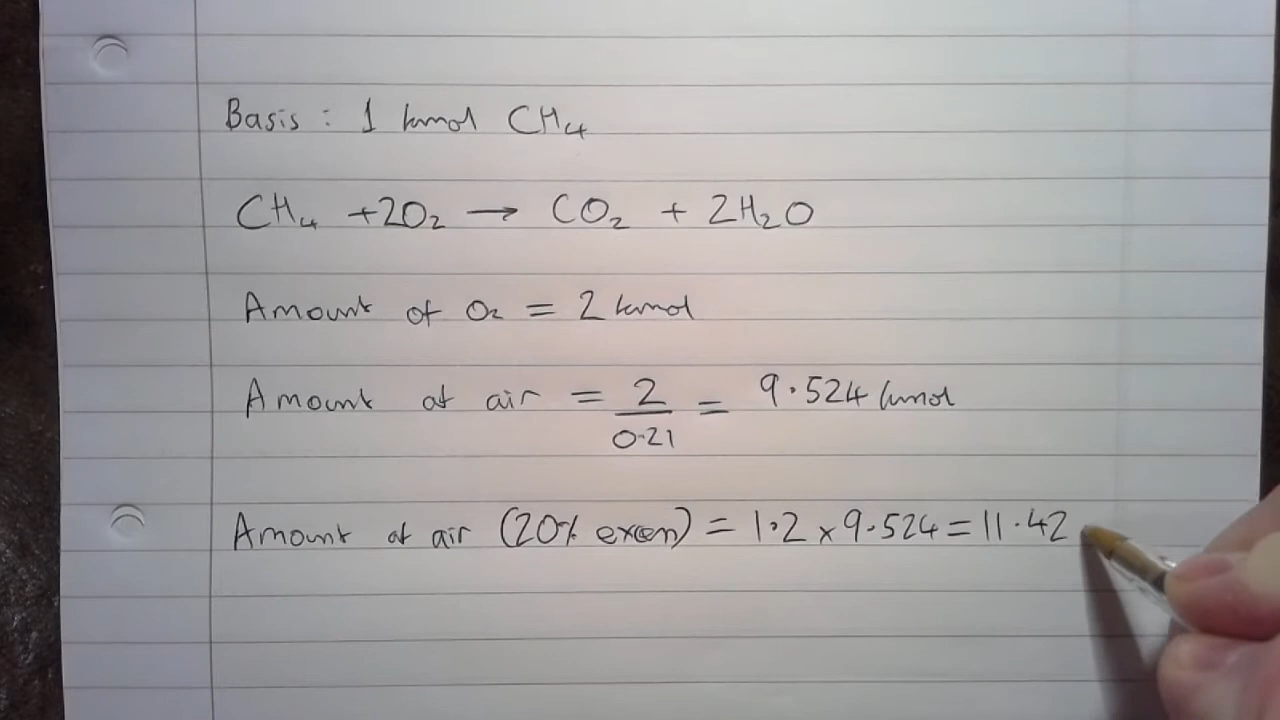 Basis : 1 kmol CH₄
CH₄ + 2O₂ → CO₂ + 2H₂O
Amount of O₂ = 2 kmol
Amount of air = 2/0.21 = 9.524 kmol
Amount of air (20% excess) = 1.2 × 9.524 = 11.42